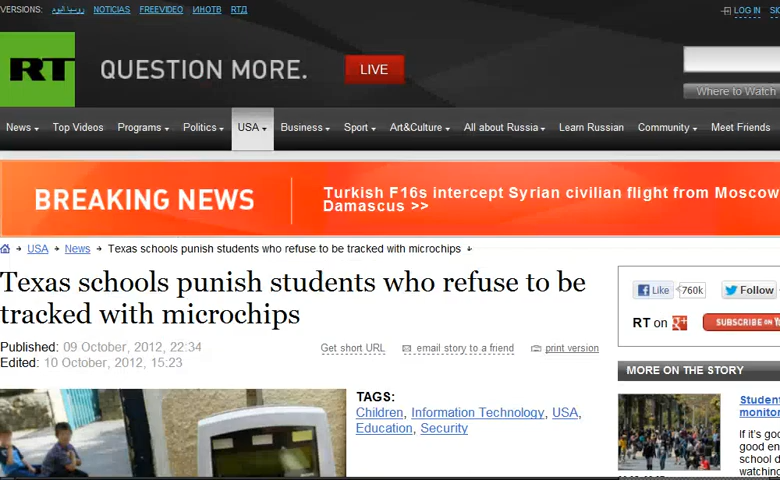 VERSIONS: روسيا اليوم NOTICIAS FREEVIDEO ИНОТВ RTД
LOG IN
RT QUESTION MORE. LIVE
Where to Watch
News Top Videos Programs Politics USA Business Sport Art&Culture All about Russia Learn Russian Community Meet Friends
BREAKING NEWS
Turkish F16s intercept Syrian civilian flight from Moscow
Damascus >>
USA News Texas schools punish students who refuse to be tracked with microchips
Texas schools punish students who refuse to be
tracked with microchips
Published: 09 October, 2012, 22:34
Edited: 10 October, 2012, 15:23
Get short URL email story to a friend print version
Like 760k Follow
RT on g+ SUBSCRIBE ON
TAGS:
Children, Information Technology, USA,
Education, Security
MORE ON THE STORY
Student
monitor
If it's goo
good en
school d
watching